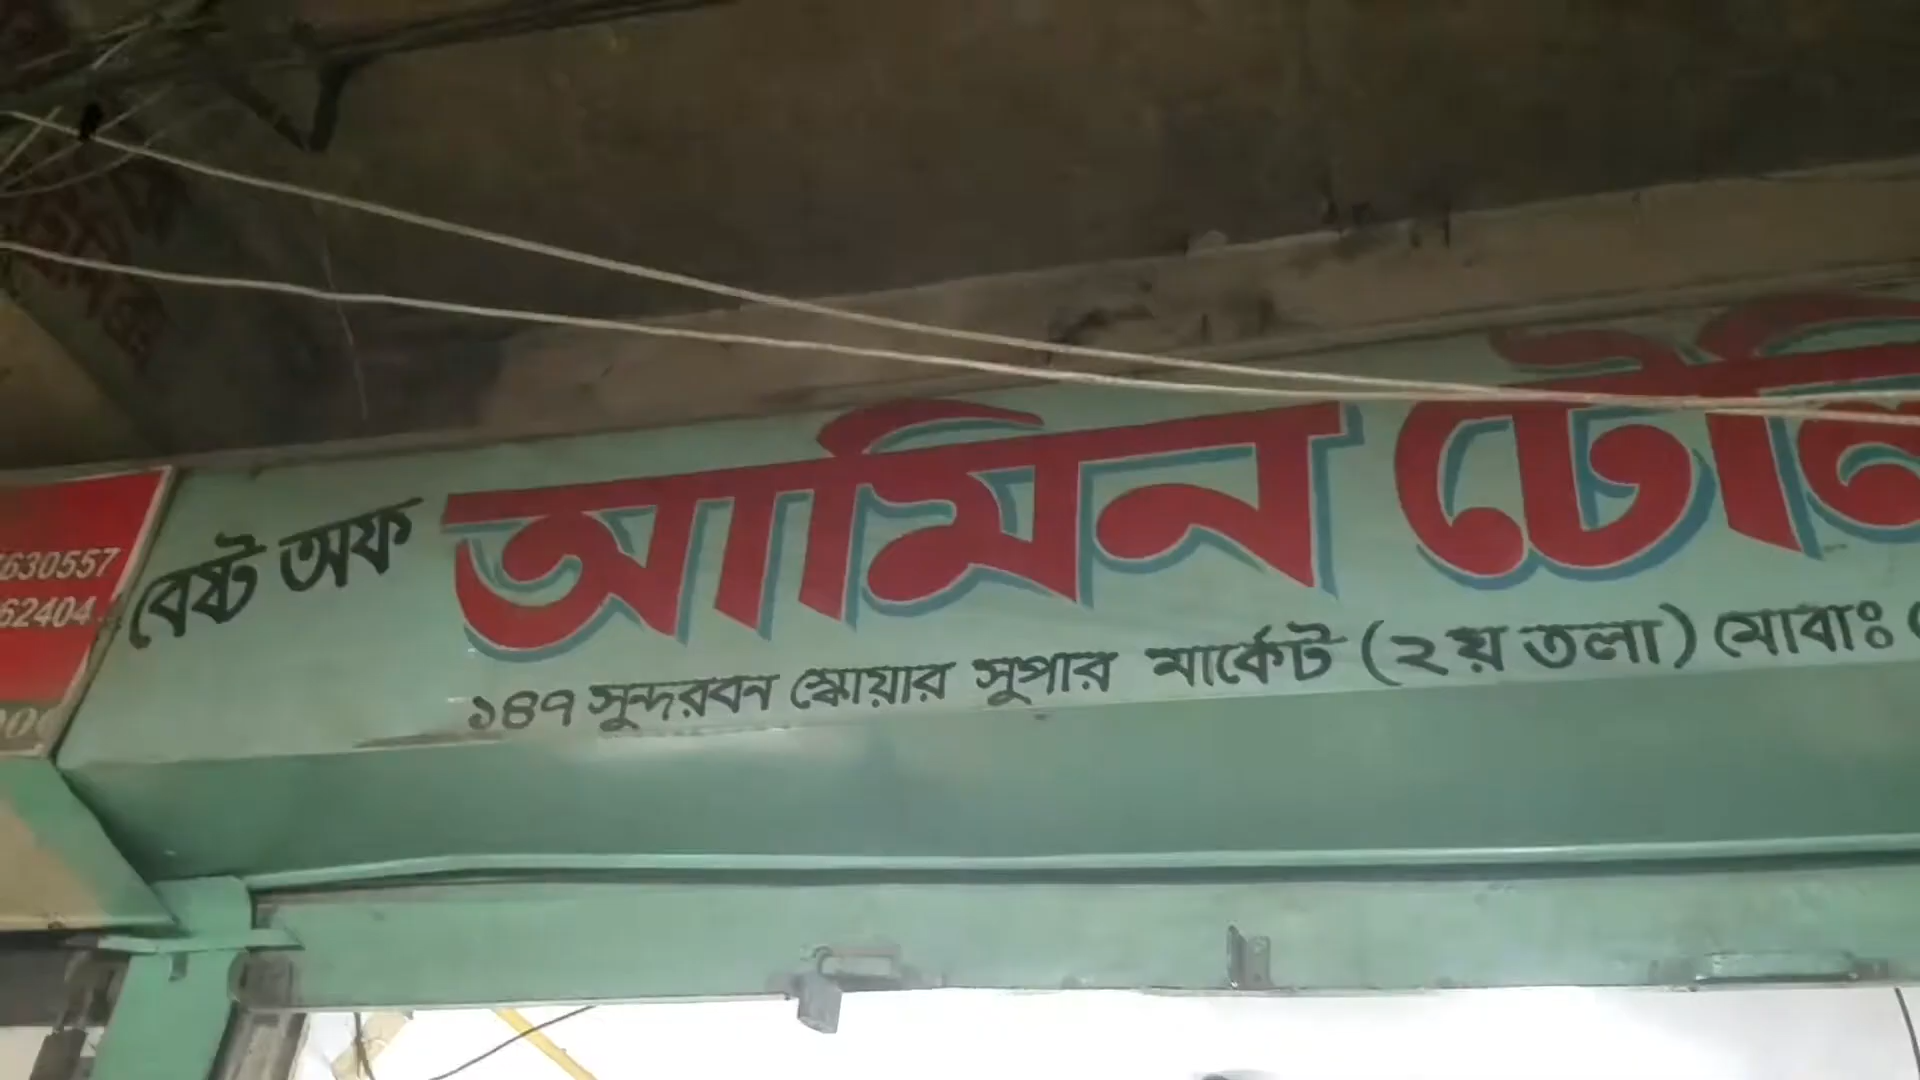 630557
62404
বেষ্ট অফ আমিন
১৪৭ সুন্দরবন স্কোয়ার সুপার মার্কেট (২য় তলা) মোবাঃ